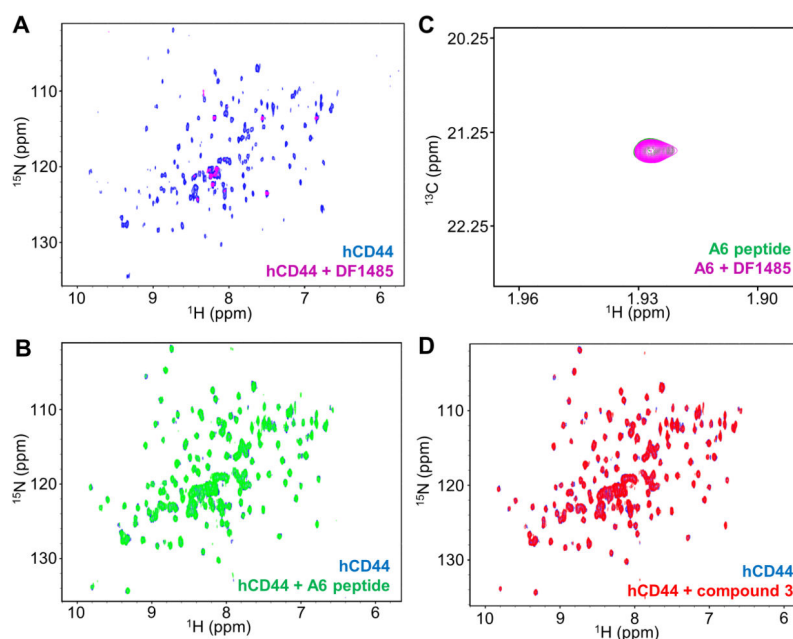 A
¹⁵N (ppm)
110
120
130
hCD44
hCD44 + DF1485
10 9 8 7 6
¹H (ppm)
C
¹³C (ppm)
20.25
21.25
22.25
A6 peptide
A6 + DF1485
1.96 1.93 1.90
¹H (ppm)
B
¹⁵N (ppm)
110
120
130
hCD44
hCD44 + A6 peptide
10 9 8 7 6
¹H (ppm)
D
¹⁵N (ppm)
110
120
130
hCD44
hCD44 + compound 3
10 9 8 7 6
¹H (ppm)